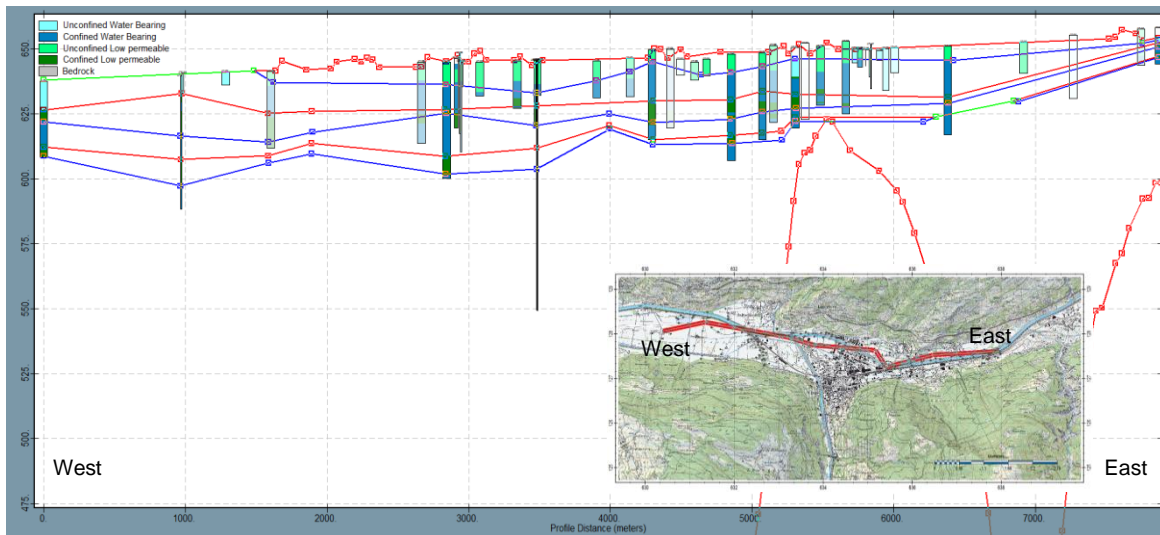 Unconfined Water Bearing
Confined Water Bearing
Unconfined Low permeable
Confined Low permeable
Bedrock
650.
625.
600.
575.
550.
525.
500.
475.
West
East
West
East
0. 1000. 2000. 3000. 4000. 5000. 6000. 7000.
Profile Distance (meters)